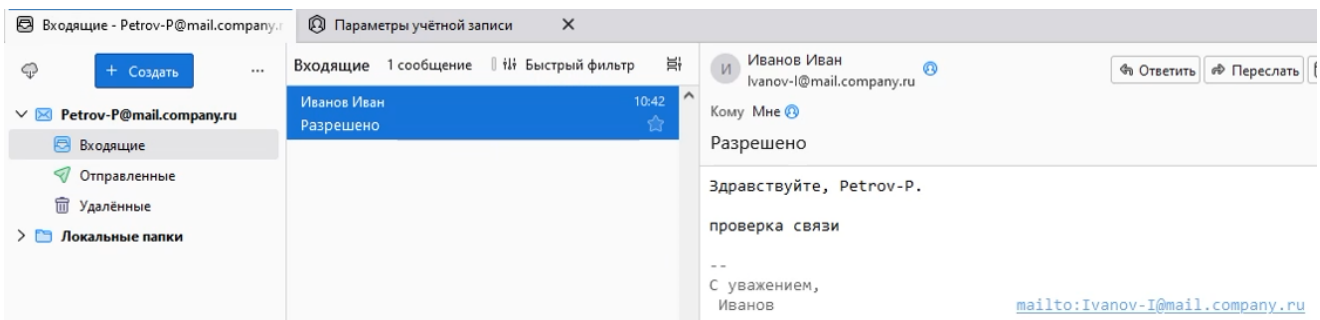 Входящие - Petrov-P@mail.company.r
Параметры учётной записи
+ Создать
Petrov-P@mail.company.ru
Входящие
Отправленные
Удалённые
Локальные папки
Входящие 1 сообщение Быстрый фильтр
Иванов Иван 10:42
Разрешено
И
Иванов Иван
Ivanov-I@mail.company.ru
Ответить Переслать
Кому Мне
Разрешено
Здравствуйте, Petrov-P.
проверка связи
--
С уважением,
Иванов mailto:Ivanov-I@mail.company.ru